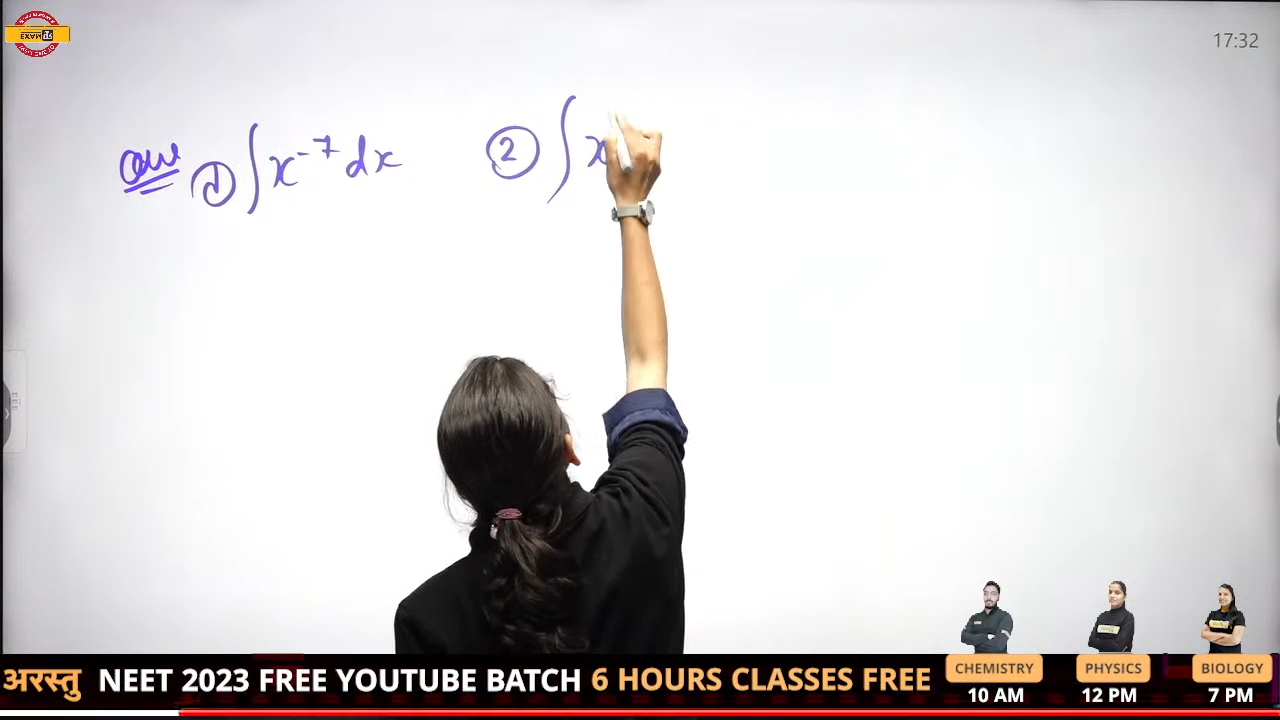 17:32
Que ① ∫ x⁻⁷ dx ② ∫ x
अरस्तु NEET 2023 FREE YOUTUBE BATCH 6 HOURS CLASSES FREE
CHEMISTRY PHYSICS BIOLOGY
10 AM 12 PM 7 PM